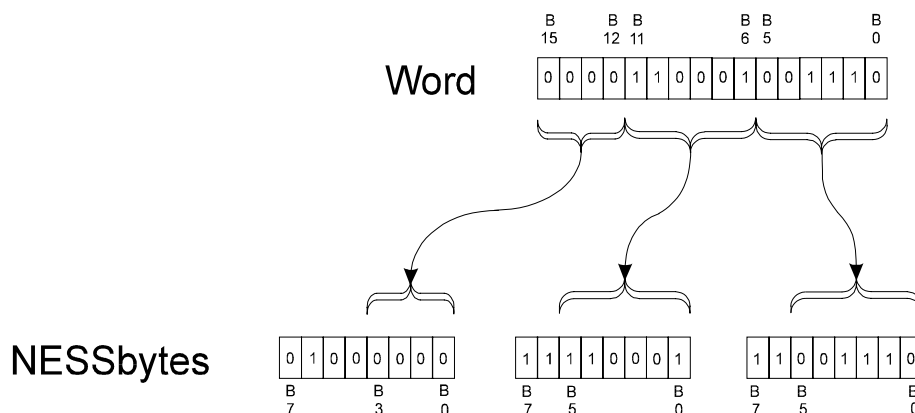 B B B B B B
15 12 11 6 5 0
Word 0 0 0 0 1 1 0 0 0 1 0 0 1 1 1 0
NESSbytes 0 1 0 0 0 0 0 0 1 1 1 1 0 0 0 1 1 1 0 0 1 1 1 0
B B B B B B B B B
7 3 0 7 5 0 7 5 0